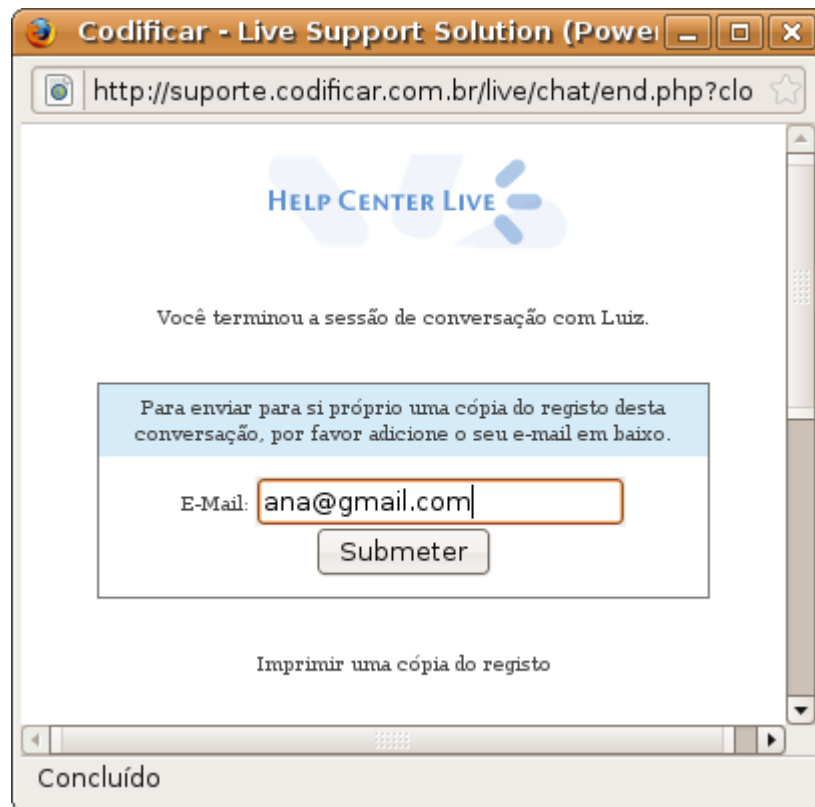 Codificar - Live Support Solution (Power
http://suporte.codificar.com.br/live/chat/end.php?clo
HELP CENTER LIVE
Você terminou a sessão de conversação com Luiz.
Para enviar para si próprio uma cópia do registo desta
conversação, por favor adicione o seu e-mail em baixo.
E-Mail: ana@gmail.com
Submeter
Imprimir uma cópia do registo
Concluído